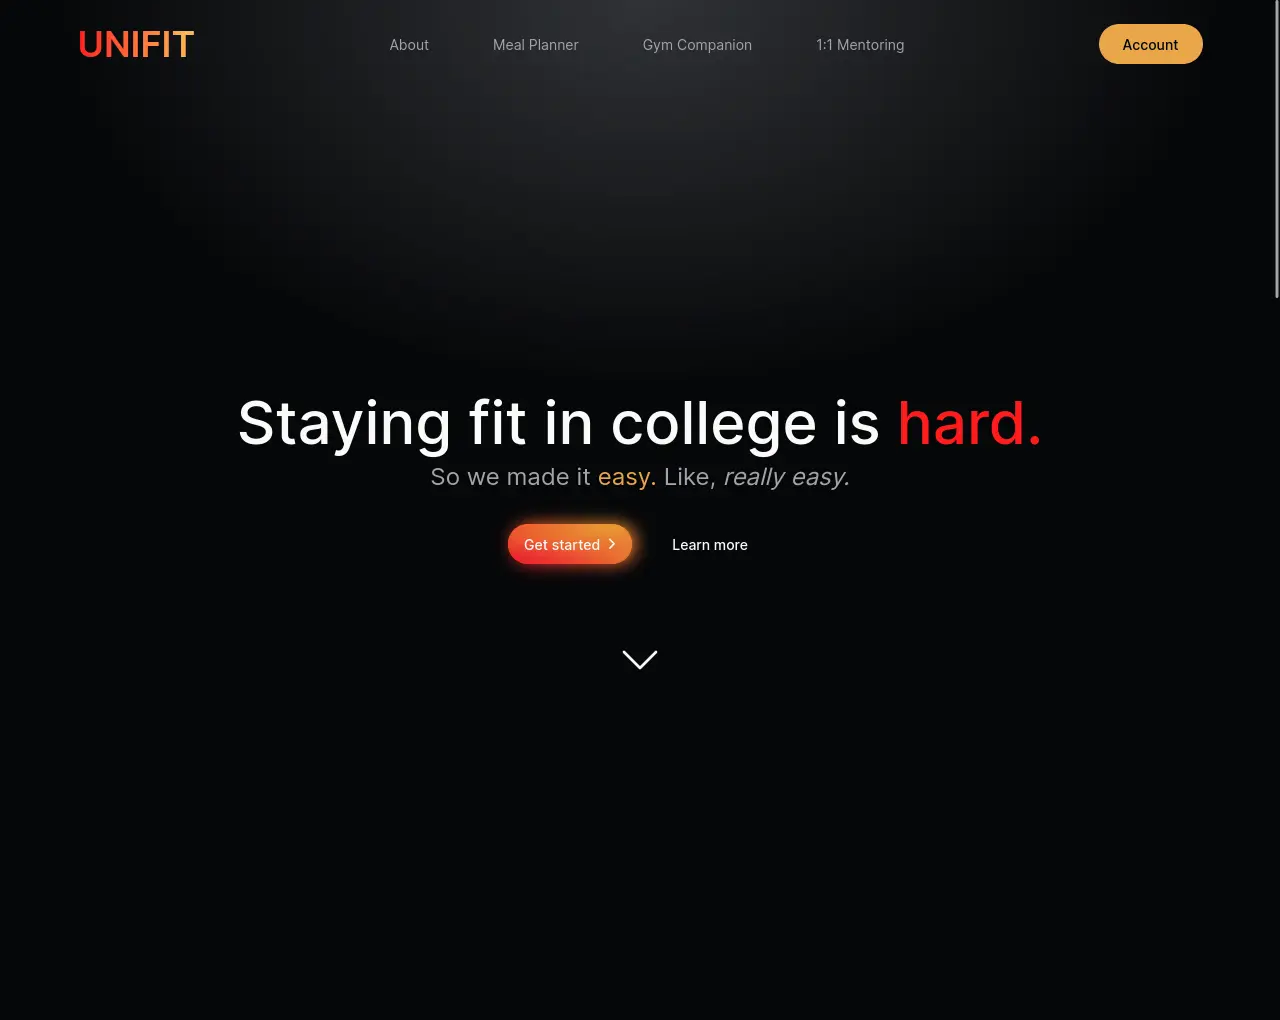 UNIFIT
About
Meal Planner
Gym Companion
1:1 Mentoring
Account
Staying fit in college is hard.
So we made it easy. Like, really easy.
Get started
Learn more